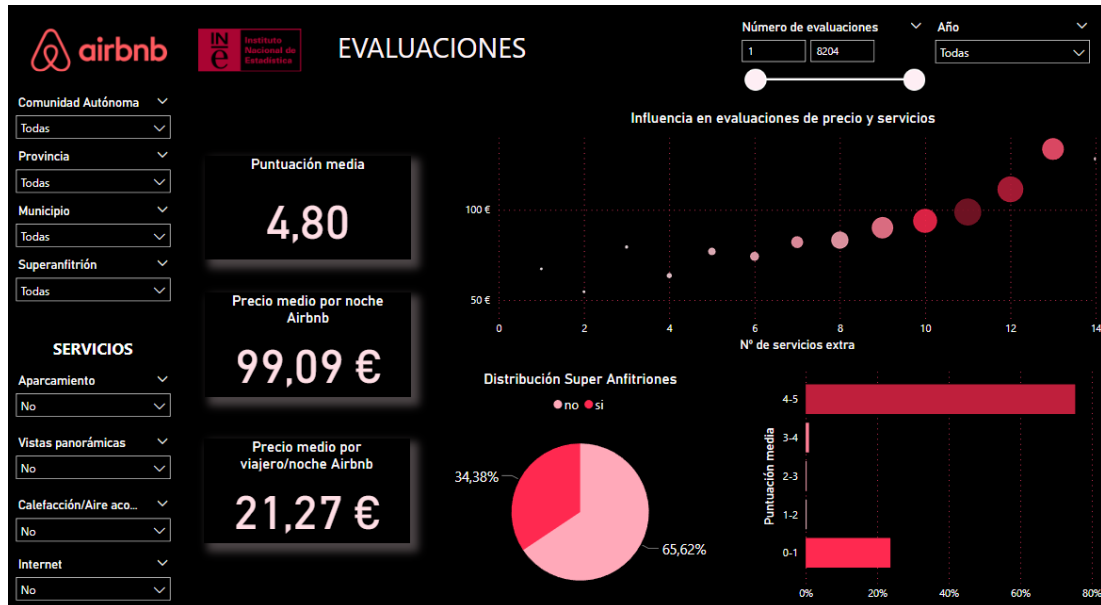 airbnb
INe
Instituto
Nacional de
Estadística
EVALUACIONES
Número de evaluaciones
1
8204
Año
Todas
Comunidad Autónoma
Todas
Provincia
Todas
Municipio
Todas
Superanfitrión
Todas
SERVICIOS
Aparcamiento
No
Vistas panorámicas
No
Calefacción/Aire aco...
No
Internet
No
Puntuación media
4,80
Precio medio por noche
Airbnb
99,09 €
Precio medio por
viajero/noche Airbnb
21,27 €
Influencia en evaluaciones de precio y servicios
100 €
50 €
0 2 4 6 8 10 12 14
Nº de servicios extra
Distribución Super Anfitriones
no si
34,38%
65,62%
Puntuación media
4-5
3-4
2-3
1-2
0-1
0% 20% 40% 60% 80%